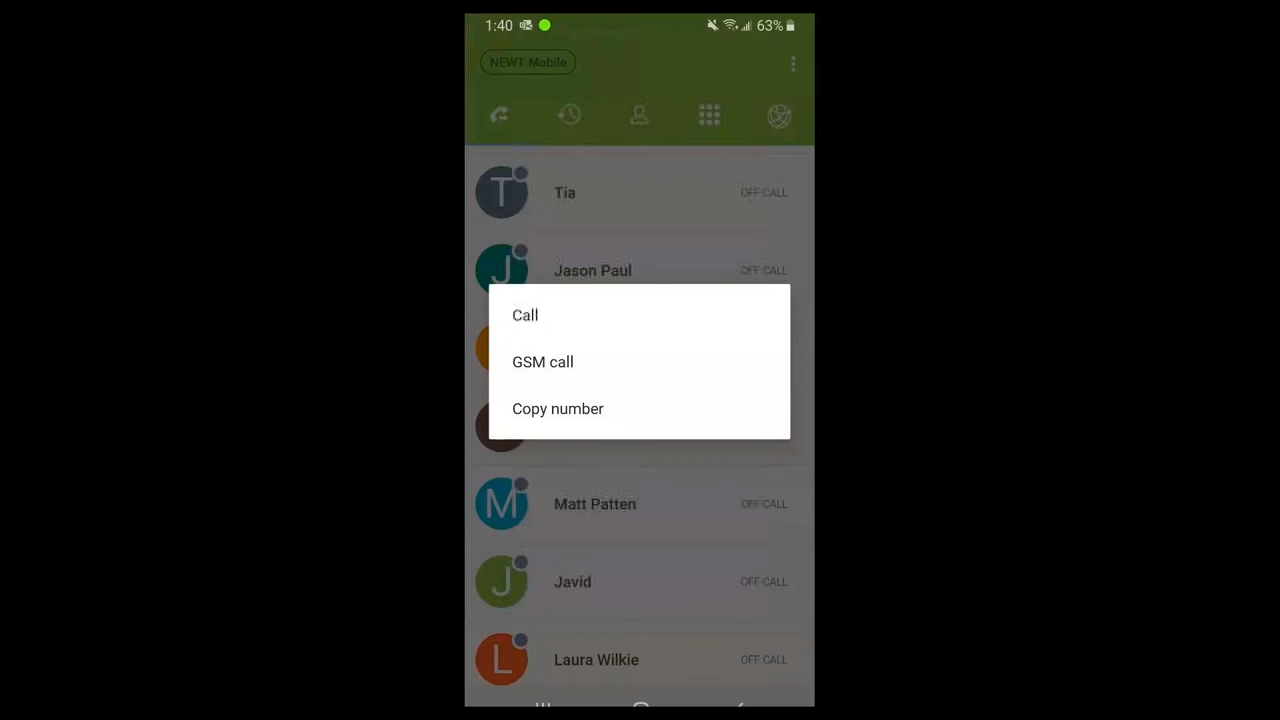 1:40 63%
NEWT Mobile
T Tia OFF CALL
J Jason Paul OFF CALL
Call
GSM call
Copy number
M Matt Patten OFF CALL
J Javid OFF CALL
L Laura Wilkie OFF CALL